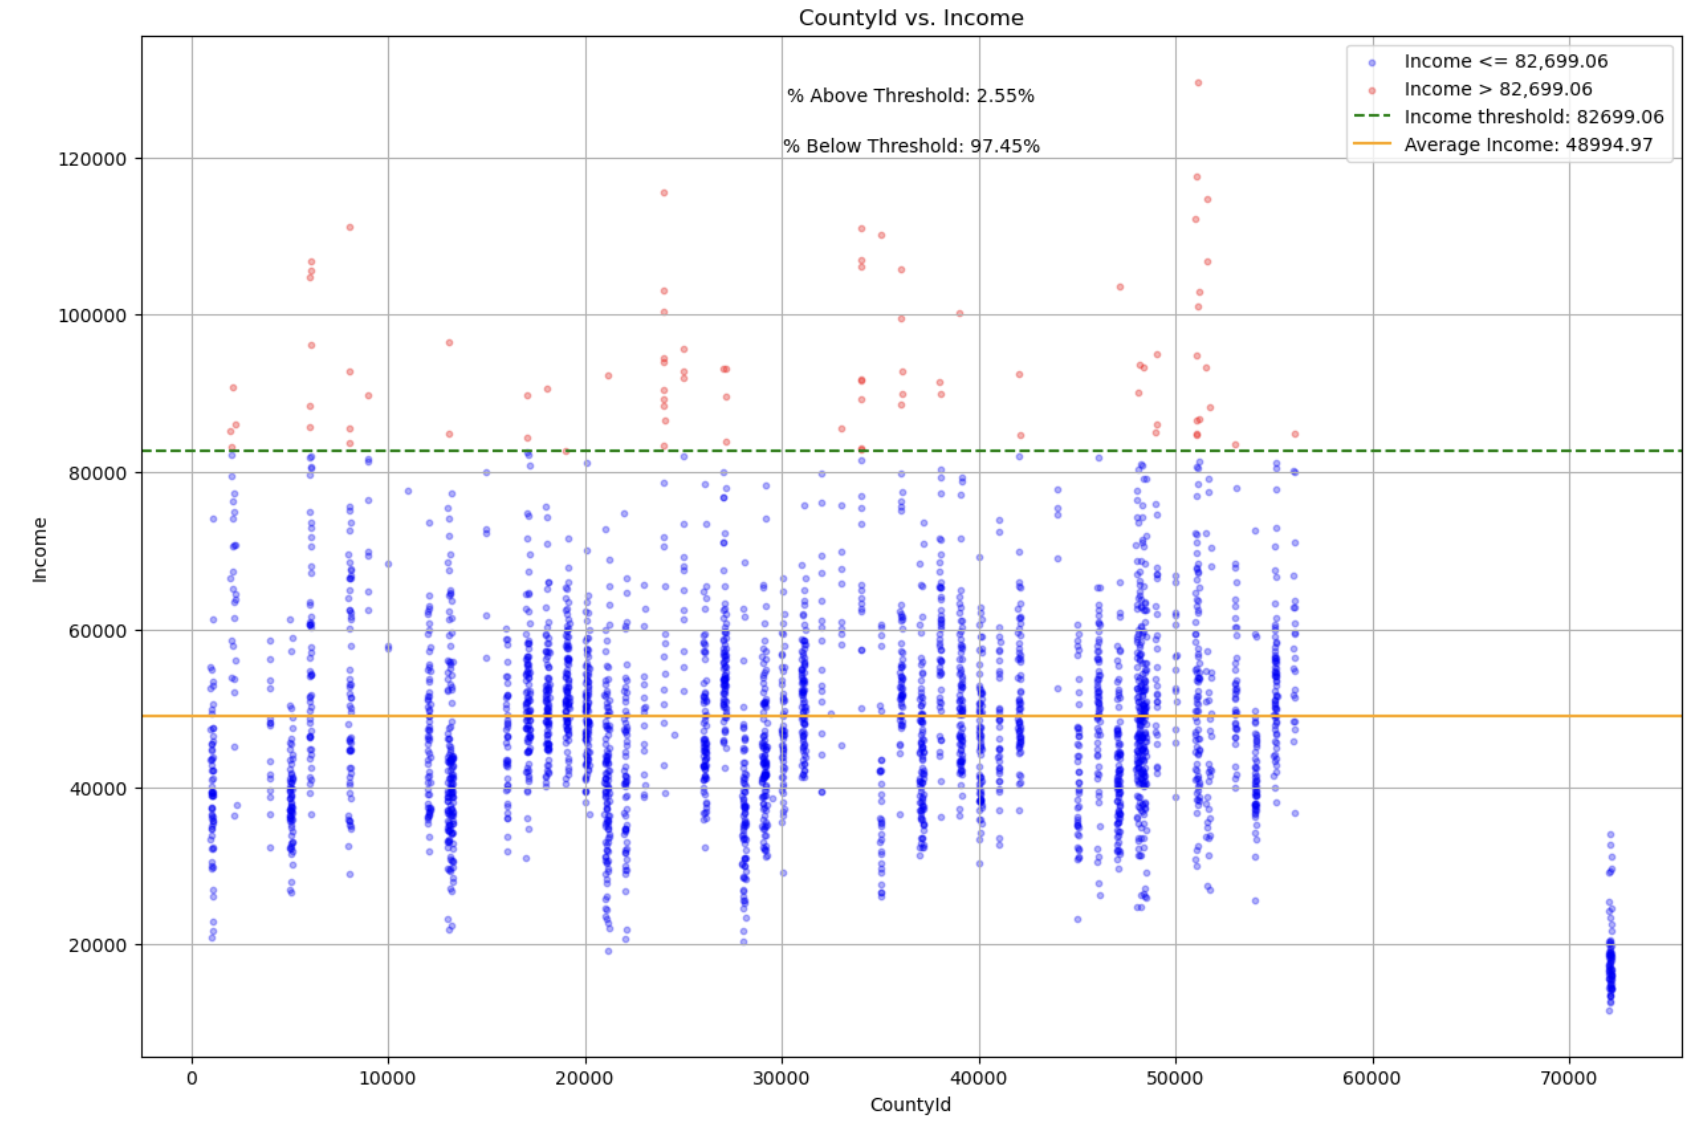 CountyId vs. Income
% Above Threshold: 2.55%
% Below Threshold: 97.45%
Income <= 82,699.06
Income > 82,699.06
Income threshold: 82699.06
Average Income: 48994.97
Income
120000
100000
80000
60000
40000
20000
0 10000 20000 30000 40000 50000 60000 70000
CountyId